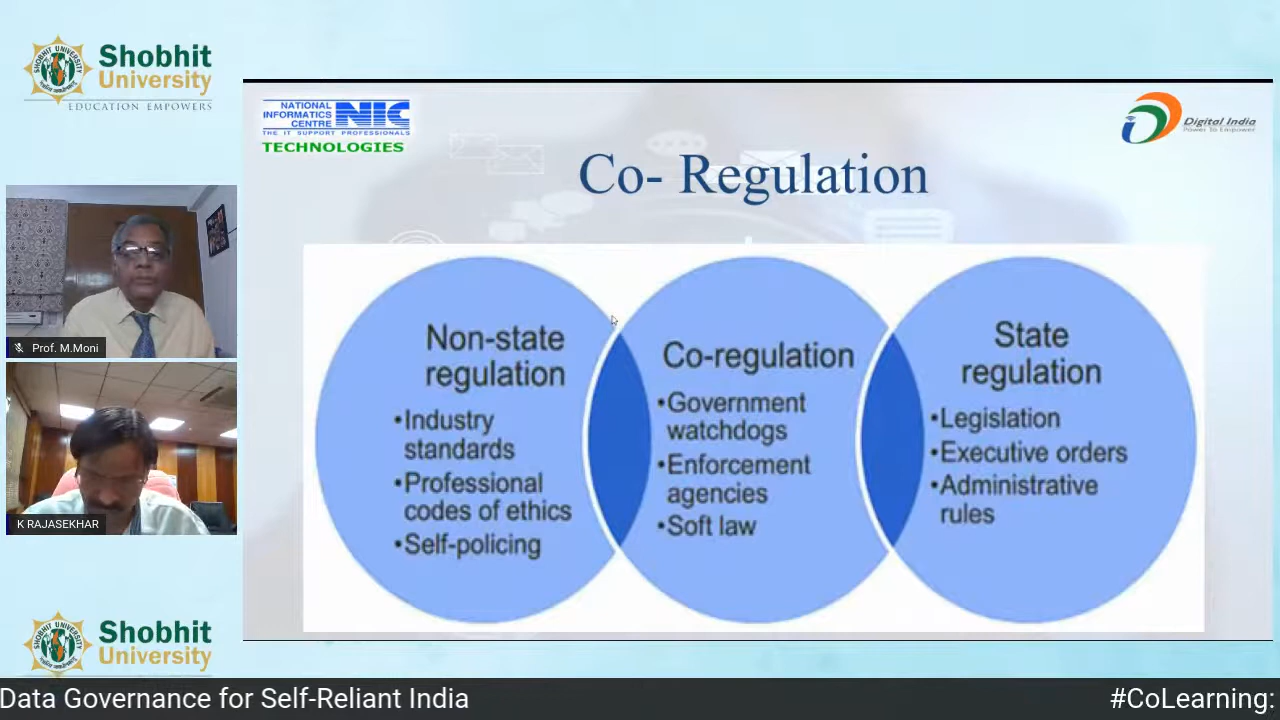 Shobhit
University
EDUCATION EMPOWERS
NATIONAL
INFORMATICS
CENTRE
NIC
THE IT SUPPORT PROFESSIONALS
TECHNOLOGIES
Digital India
Power To Empower
Co- Regulation
Prof. M.Moni
K RAJASEKHAR
Non-state
regulation
•Industry
standards
•Professional
codes of ethics
•Self-policing
Co-regulation
•Government
watchdogs
•Enforcement
agencies
•Soft law
State
regulation
•Legislation
•Executive orders
•Administrative
rules
Shobhit
University
Data Governance for Self-Reliant India
#CoLearning: